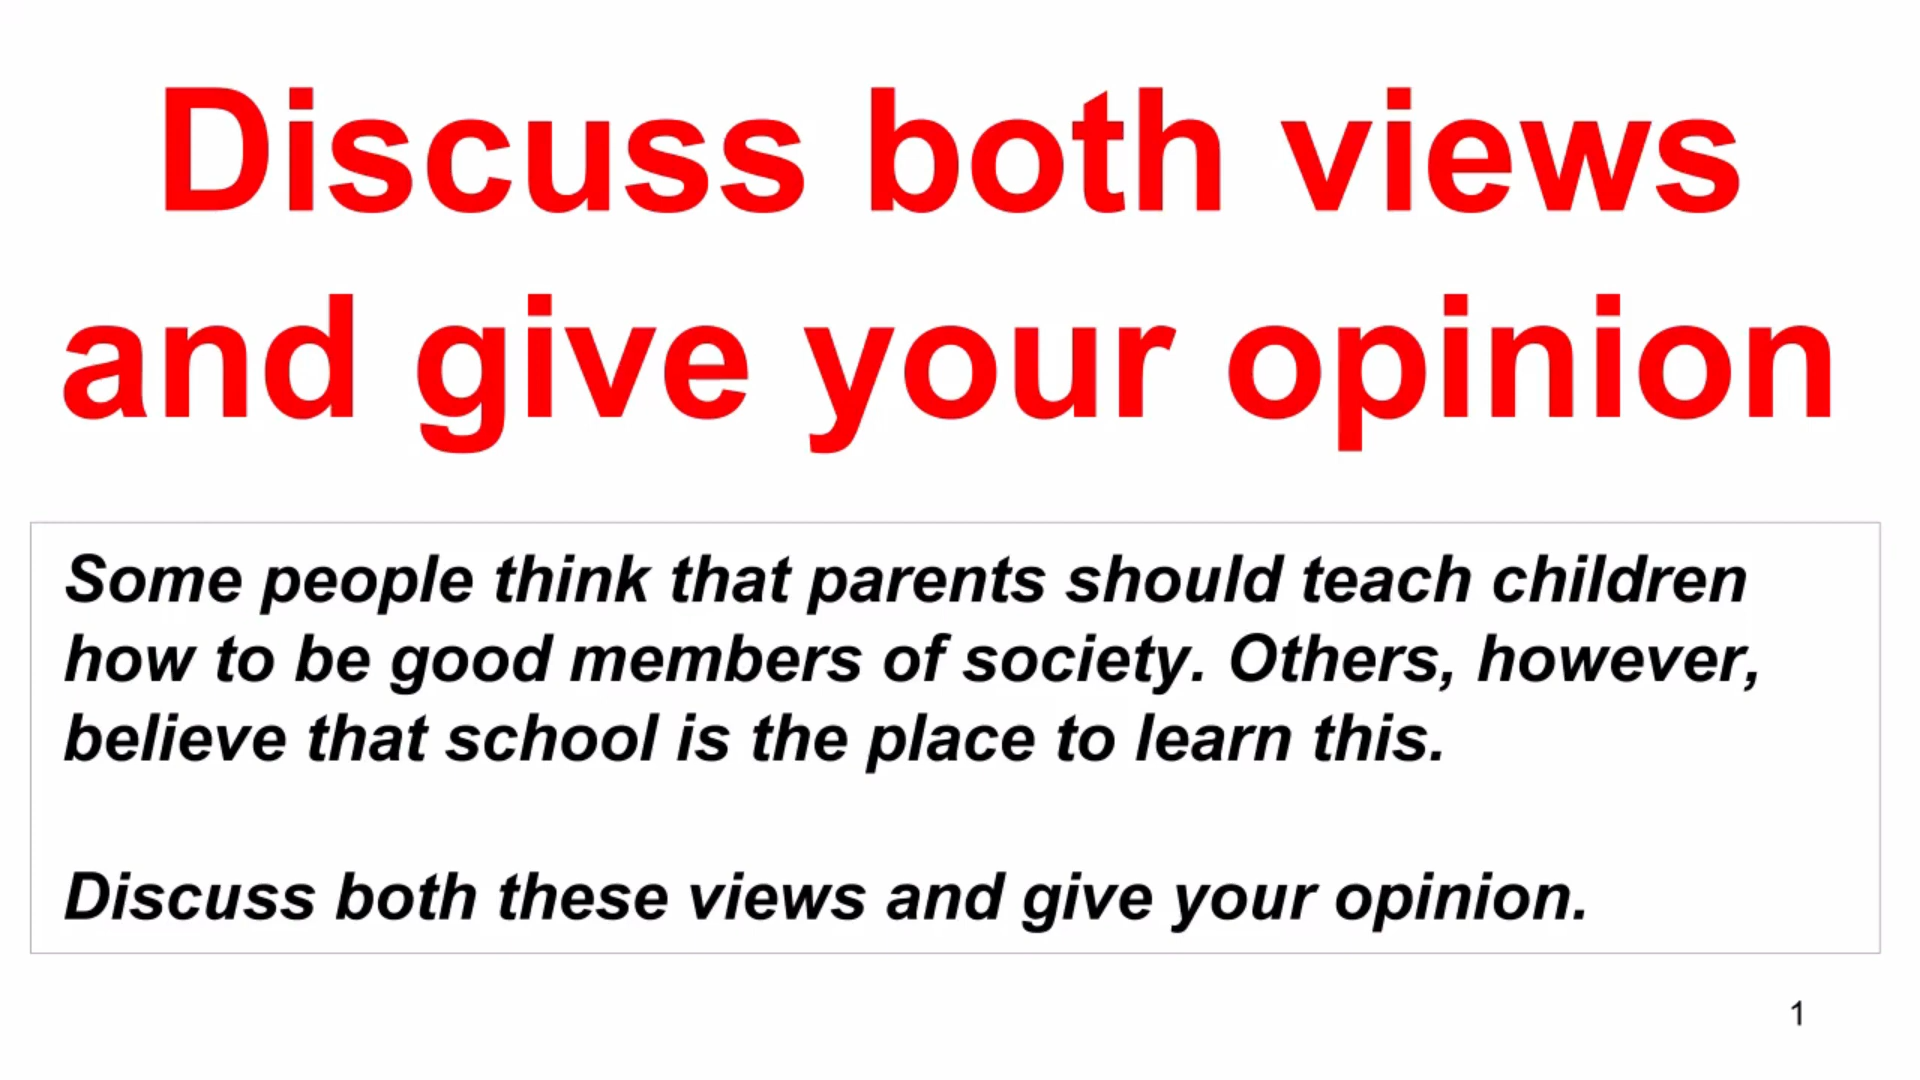 Discuss both views
and give your opinion
Some people think that parents should teach children
how to be good members of society. Others, however,
believe that school is the place to learn this.
Discuss both these views and give your opinion.
1